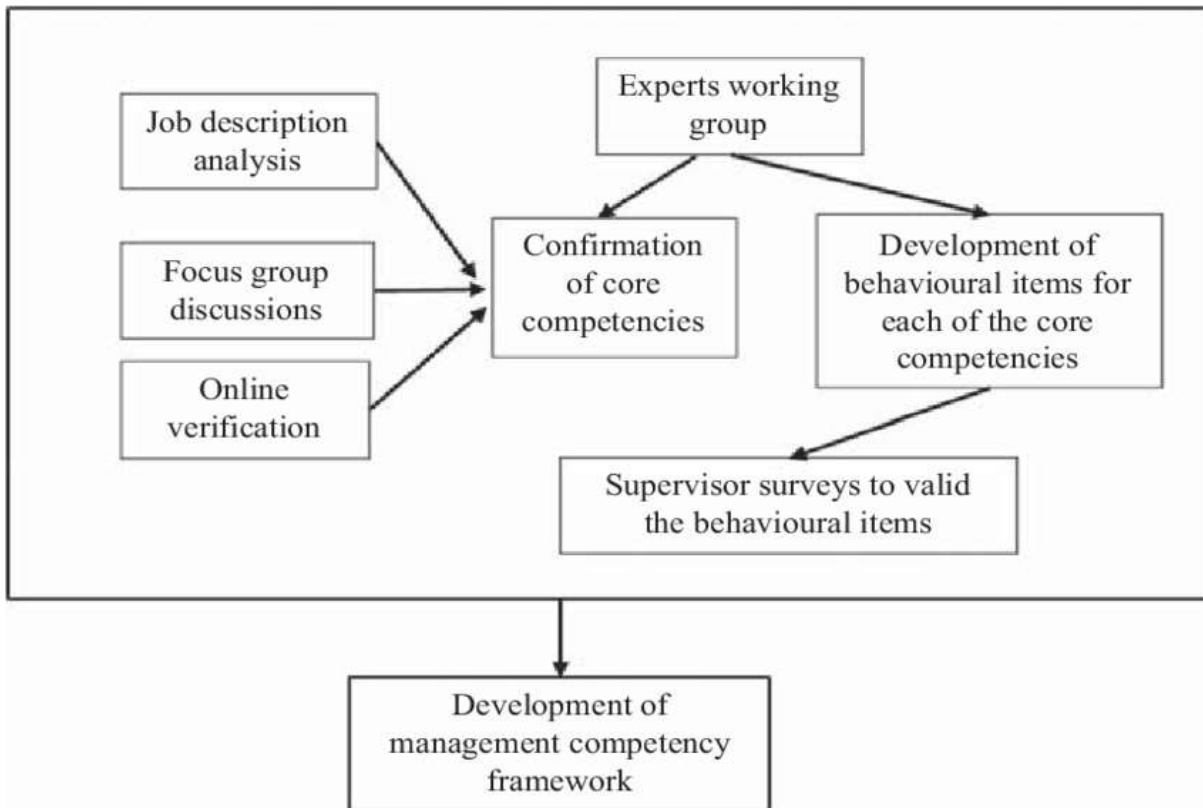 Experts working
group
Job description
analysis
Focus group
discussions
Online
verification
Confirmation
of core
competencies
Development of
behavioural items for
each of the core
competencies
Supervisor surveys to valid
the behavioural items
Development of
management competency
framework